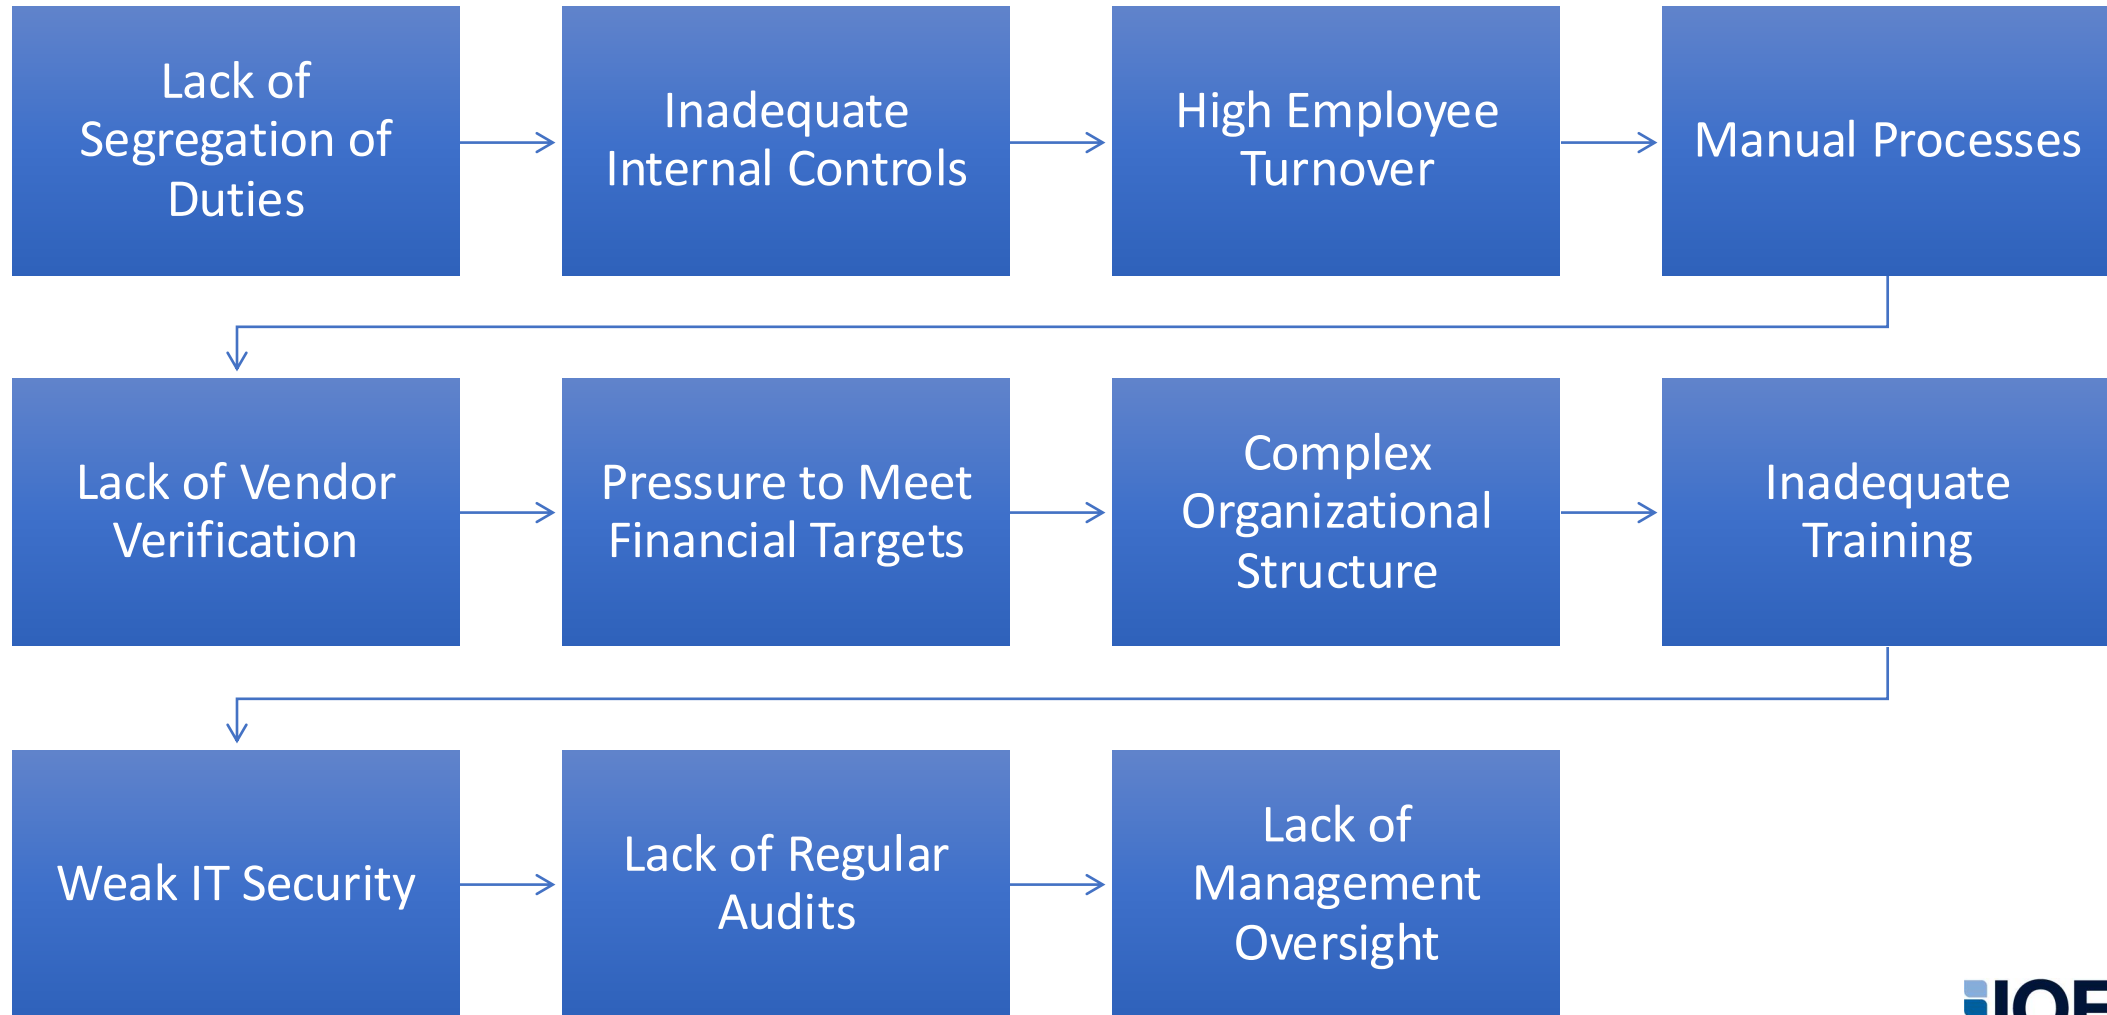 Lack of
Segregation of
Duties
Inadequate
Internal Controls
High Employee
Turnover
Manual Processes
Lack of Vendor
Verification
Pressure to Meet
Financial Targets
Complex
Organizational
Structure
Inadequate
Training
Weak IT Security
Lack of Regular
Audits
Lack of
Management
Oversight